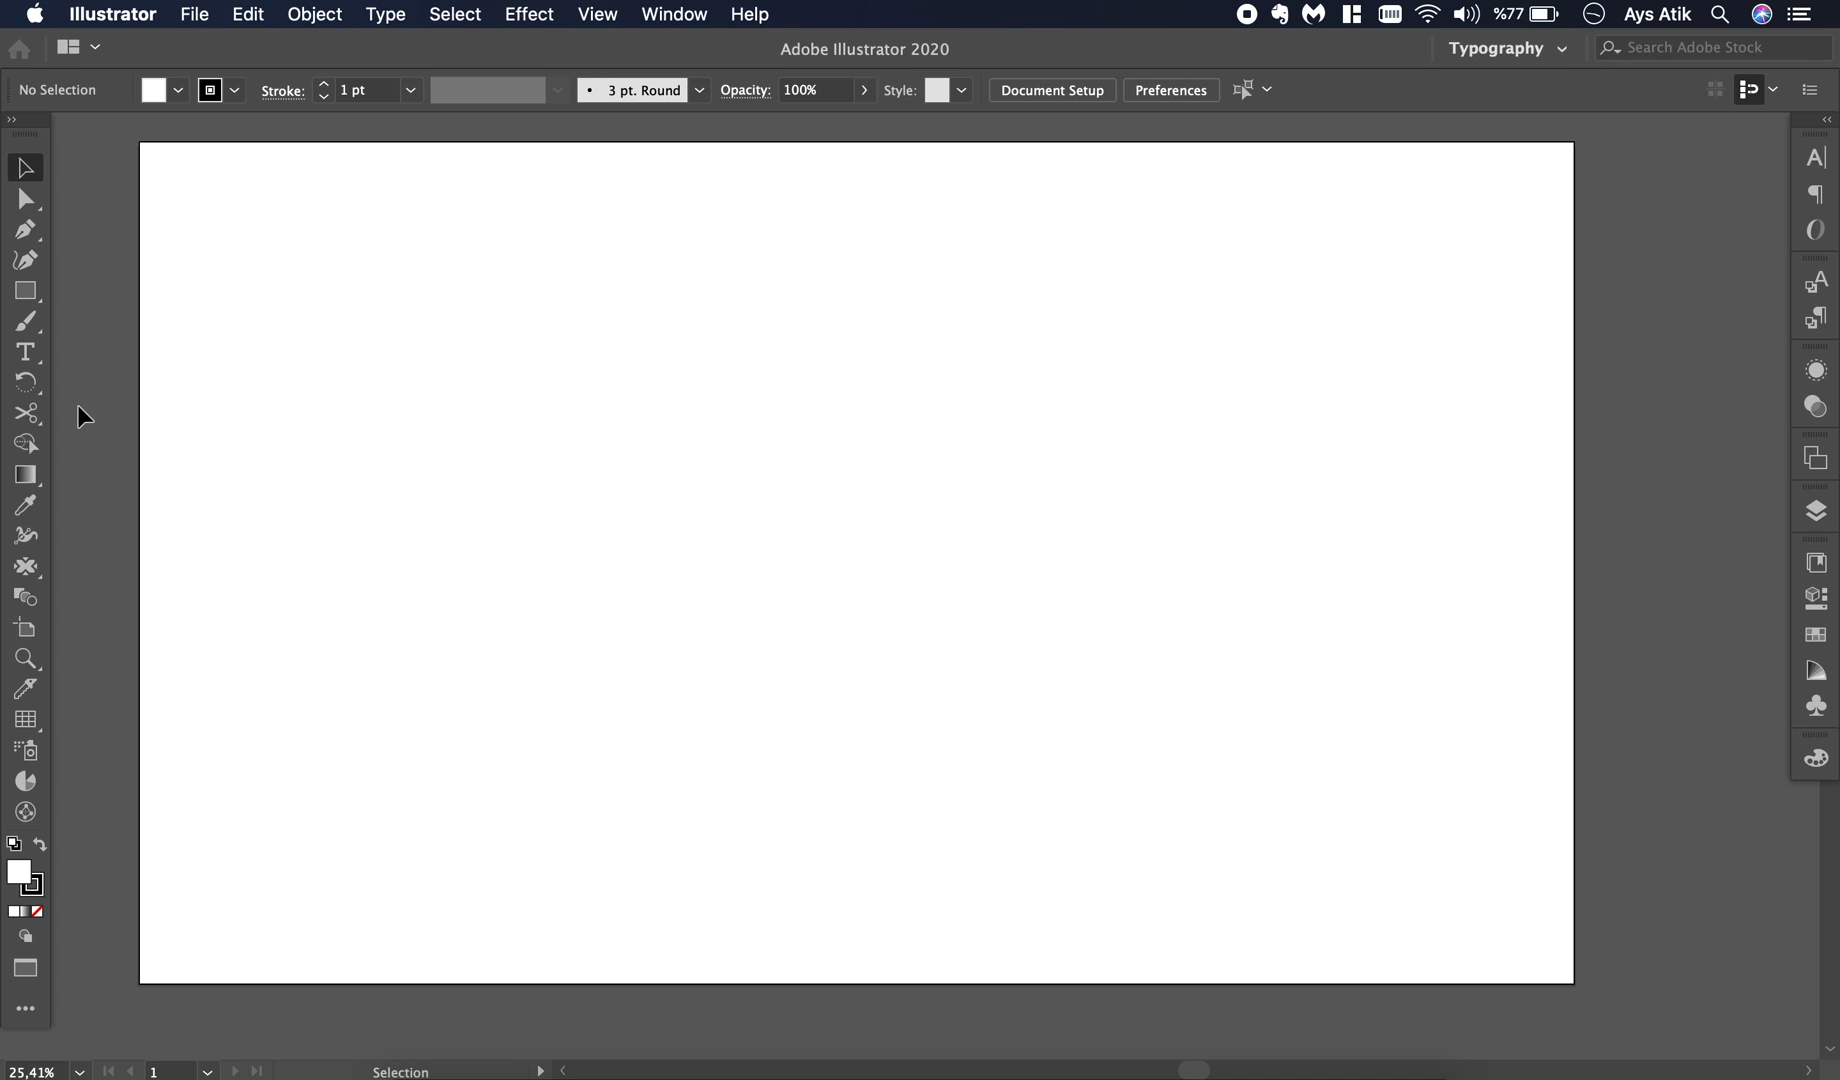 Illustrator File Edit Object Type Select Effect View Window Help %77 Ays Atik
Adobe Illustrator 2020 Typography Search Adobe Stock
No Selection Stroke: 1 pt 3 pt. Round Opacity: 100% Style: Document Setup Preferences
25,41% 1 Selection